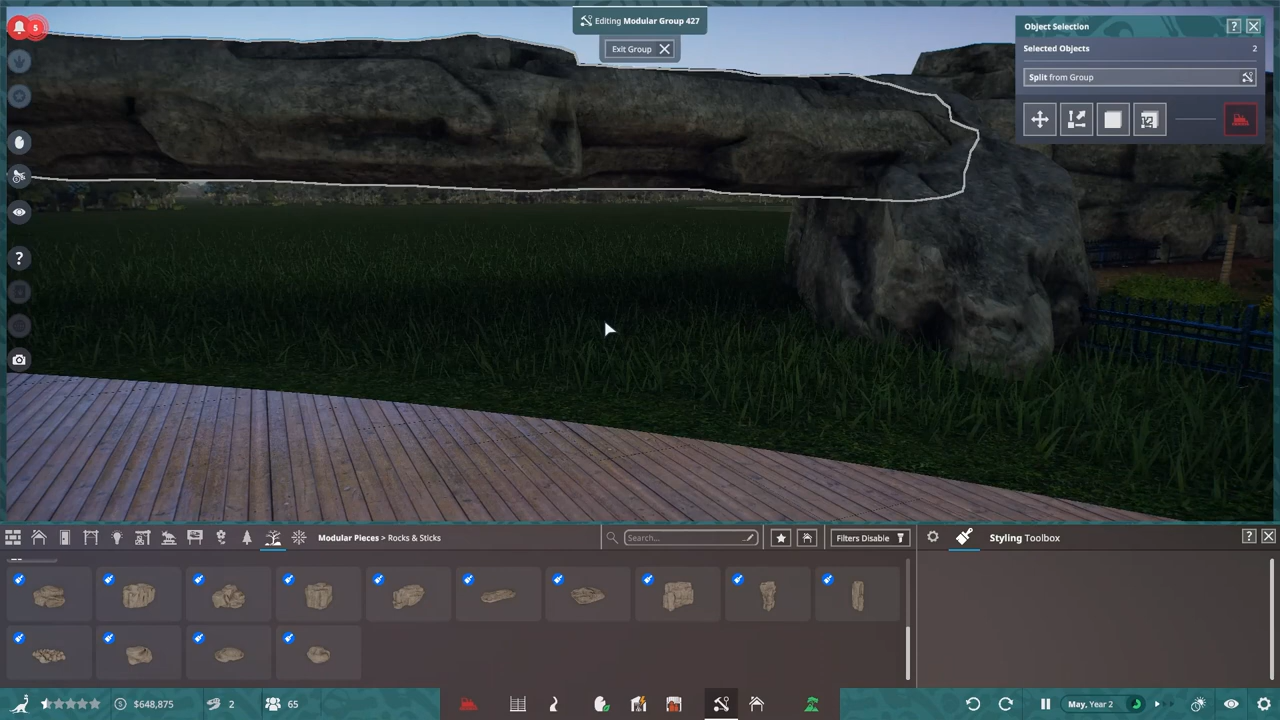 5
Editing Modular Group 427
Exit Group
Object Selection
?
Selected Objects 2
Split from Group
?
Modular Pieces > Rocks & Sticks
Search...
Filters Disable
Styling Toolbox
?
$648,875
2
65
May, Year 2